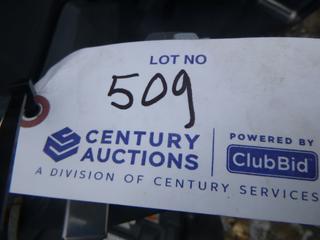 LOT NO
509
CENTURY
AUCTIONS
POWERED BY
ClubBid
A DIVISION OF CENTURY SERVICES